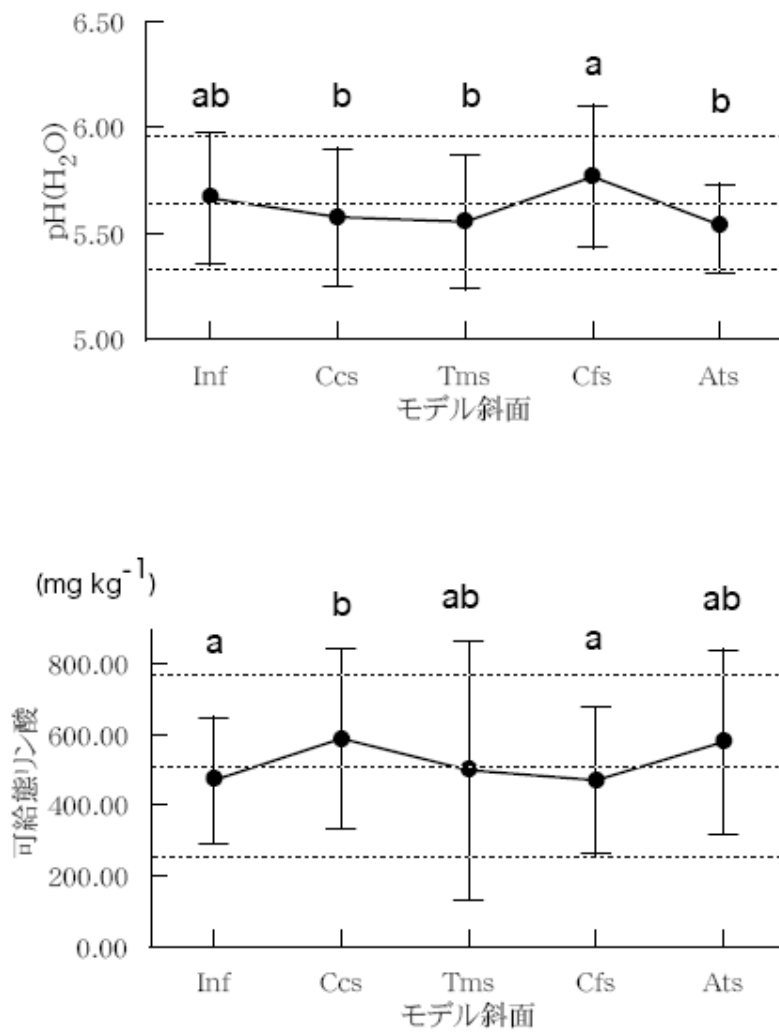 6.50
ab b b a b
6.00
pH(H₂O)
5.50
5.00
Inf Ccs Tms Cfs Ats
モデル斜面
(mg kg⁻¹)
a b ab a ab
800.00
600.00
可給態リン酸
400.00
200.00
0.00
Inf Ccs Tms Cfs Ats
モデル斜面